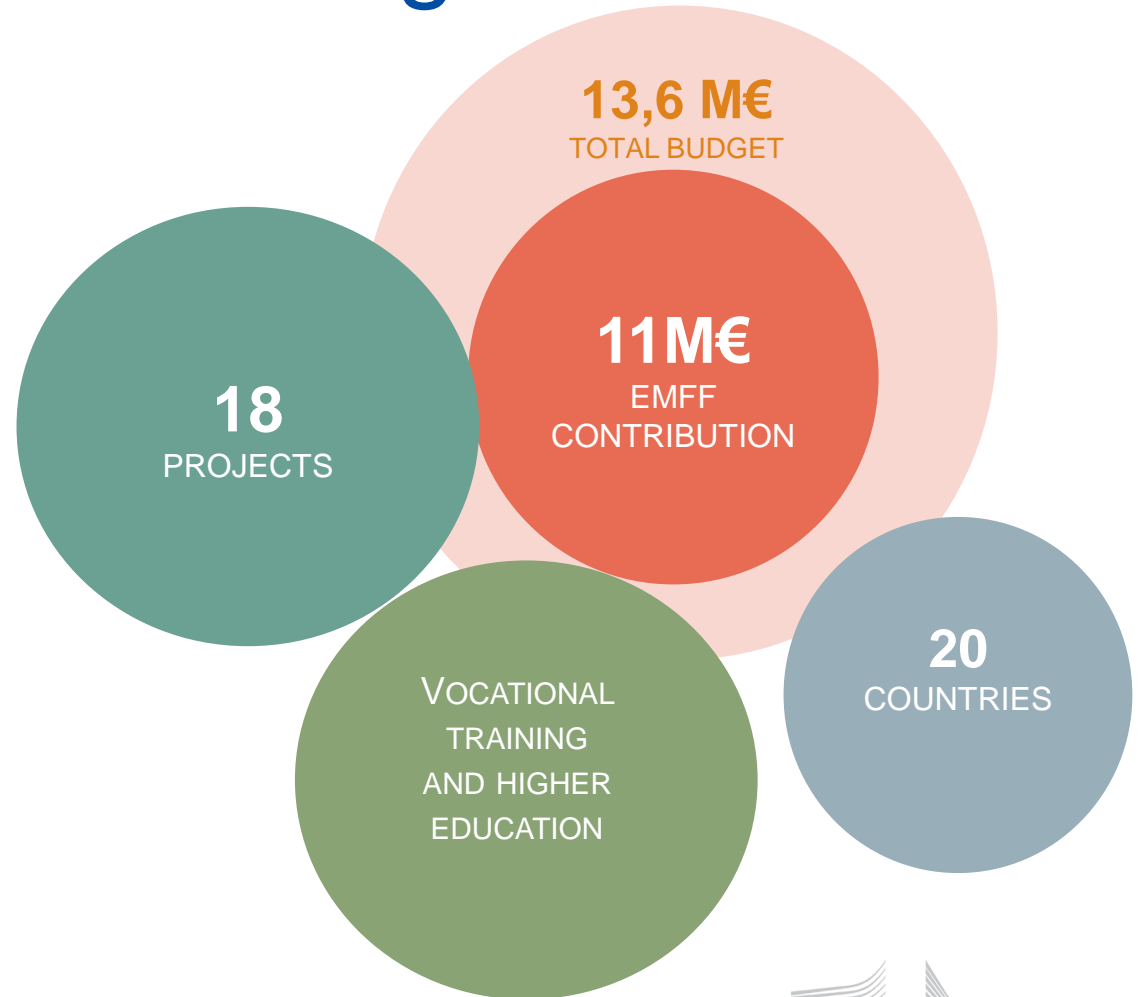 13,6 M€
TOTAL BUDGET
11M€
EMFF
CONTRIBUTION
18
PROJECTS
20
COUNTRIES
VOCATIONAL
TRAINING
AND HIGHER
EDUCATION